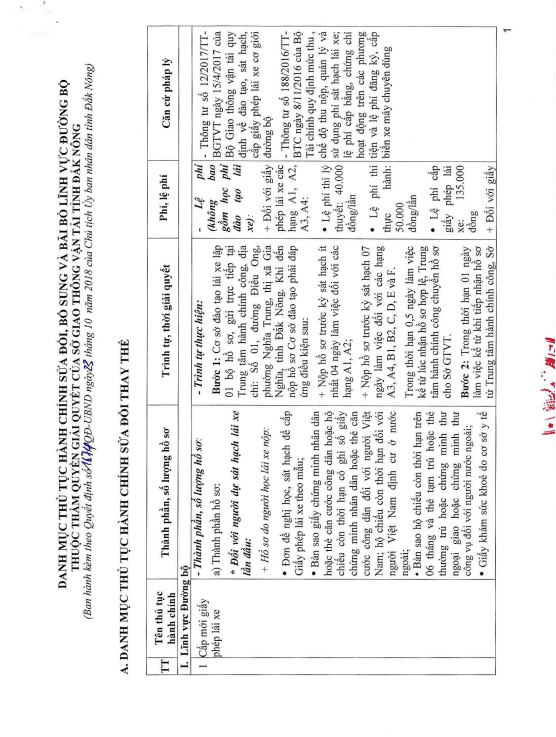 DANH MỤC THỦ TỤC HÀNH CHÍNH SỬA ĐỔI, BỔ SUNG VÀ BÃI BỎ LĨNH VỰC ĐƯỜNG BỘ
THUỘC THẨM QUYỀN GIẢI QUYẾT CỦA SỞ GIAO THÔNG VẬN TẢI TỈNH ĐẮK NÔNG
(Ban hành kèm theo Quyết định số /QĐ-UBND ngày tháng 10 năm 2018 của Chủ tịch Ủy ban nhân dân tỉnh Đắk Nông)
A. DANH MỤC THỦ TỤC HÀNH CHÍNH SỬA ĐỔI THAY THẾ
TT
Tên thủ tục
hành chính
Thành phần, số lượng hồ sơ
Trình tự, thời giải quyết
Phí, lệ phí
Căn cứ pháp lý
I. Lĩnh vực Đường bộ
1
Cấp mới giấy
phép lái xe
- Thành phần, số lượng hồ sơ:
a) Thành phần hồ sơ:
* Đối với người dự sát hạch lái xe
lần đầu:
+ Hồ sơ do người học lái xe nộp:
• Đơn đề nghị học, sát hạch để cấp
Giấy phép lái xe theo mẫu;
• Bản sao giấy chứng minh nhân dân
hoặc thẻ căn cước công dân hoặc hộ
chiếu còn thời hạn có ghi số giấy
chứng minh nhân dân hoặc thẻ căn
cước công dân đối với người Việt
Nam; hộ chiếu còn thời hạn đối với
người Việt Nam định cư ở nước
ngoài;
• Bản sao hộ chiếu còn thời hạn trên
06 tháng và thẻ tạm trú hoặc thẻ
thường trú hoặc chứng minh thư
ngoại giao hoặc chứng minh thư
công vụ đối với người nước ngoài;
• Giấy khám sức khoẻ do cơ sở y tế
- Trình tự thực hiện:
Bước 1: Cơ sở đào tạo lái xe lập
01 bộ hồ sơ, gửi trực tiếp tại
Trung tâm hành chính công, địa
chỉ: Số 01, đường Điểu Ong,
phường Nghĩa Trung, thị xã Gia
Nghĩa, tỉnh Đắk Nông. Khi đến
nộp hồ sơ Cơ sở đào tạo phải đáp
ứng điều kiện sau:
+ Nộp hồ sơ trước kỳ sát hạch ít
nhất 04 ngày làm việc đối với các
hạng A1, A2;
+ Nộp hồ sơ trước kỳ sát hạch 07
ngày làm việc đối với các hạng
A3, A4, B1, B2, C, D, E và F.
Trong thời hạn 0,5 ngày làm việc
kể từ lúc nhận hồ sơ hợp lệ, Trung
tâm hành chính công chuyển hồ sơ
cho Sở GTVT.
Bước 2: Trong thời hạn 01 ngày
làm việc kể từ khi tiếp nhận hồ sơ
từ Trung tâm hành chính công, Sở
- Lệ phí
(không bao
gồm học phí
đào tạo lái
xe):
+ Đối với giấy
phép lái xe các
hạng A1, A2,
A3, A4:
• Lệ phí thi lý
thuyết: 40.000
đồng/lần
• Lệ phí thi
thực hành:
50.000
đồng/lần
• Lệ phí cấp
giấy phép lái
xe: 135.000
đồng
+ Đối với giấy
- Thông tư số 12/2017/TT-
BGTVT ngày 15/4/2017 của
Bộ Giao thông vận tải quy
định về đào tạo, sát hạch,
cấp giấy phép lái xe cơ giới
đường bộ
- Thông tư số 188/2016/TT-
BTC ngày 8/11/2016 của Bộ
Tài chính quy định mức thu ,
chế độ thu nộp, quản lý và
sử dụng phí sát hạch lái xe;
lệ phí cấp bằng, chứng chỉ
hoạt động trên các phương
tiện và lệ phí đăng ký, cấp
biển xe máy chuyên dùng
1